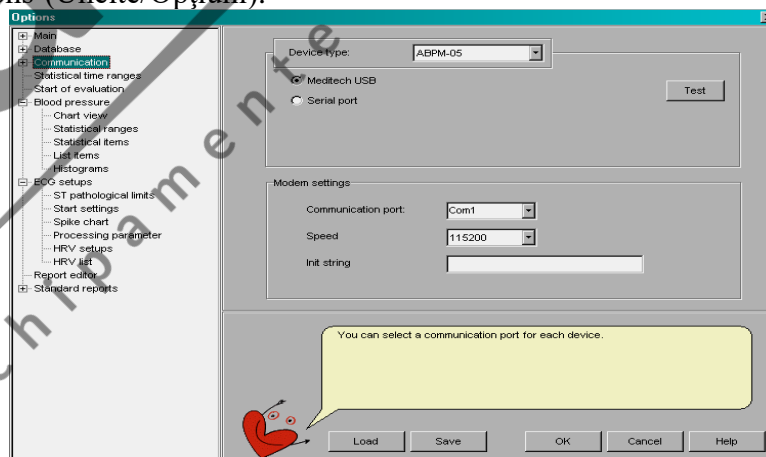 (Unelte/Opţiuni).
Options
Main
Database
Communication
Statistical time ranges
Start of evaluation
Blood pressure
Chart view
Statistical ranges
Statistical items
List items
Histograms
ECG setups
ST pathological limits
Start settings
Spike chart
Processing parameter
HRV setups
HRV list
Report editor
Standard reports
Device type:
ABPM-05
Meditech USB
Serial port
Test
Modem settings
Communication port:
Com1
Speed
115200
Init string
You can select a communication port for each device.
Load
Save
OK
Cancel
Help
chipamente